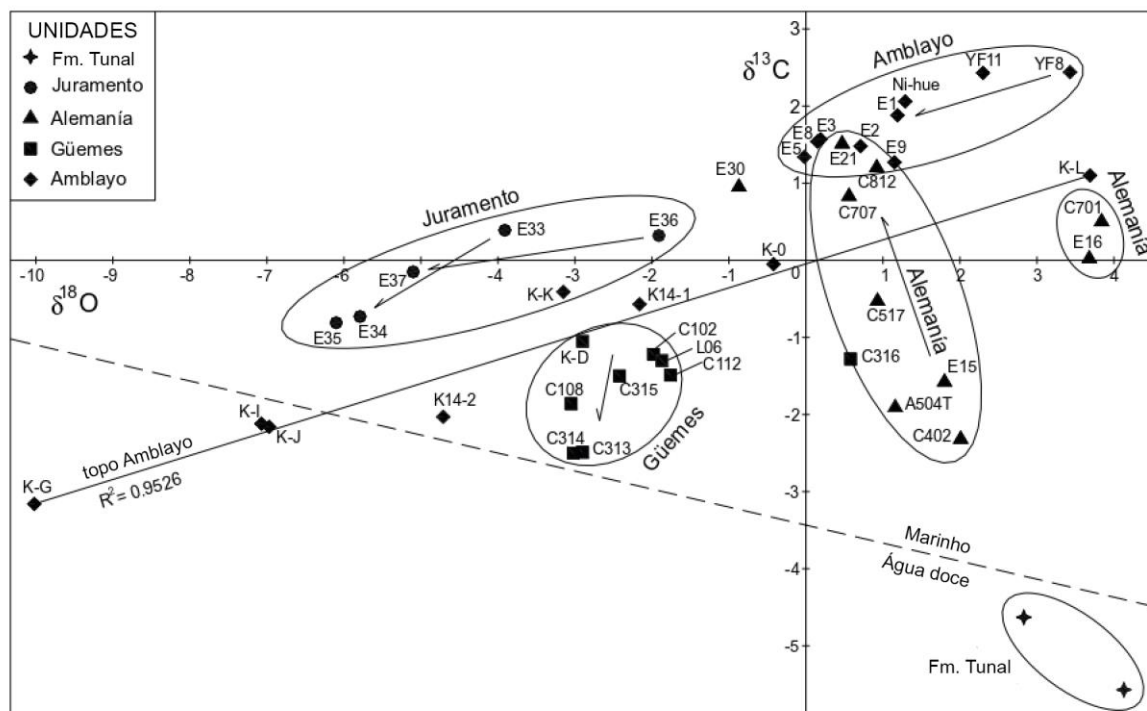 UNIDADES
Fm. Tunal
Juramento
Alemanía
Güemes
Amblayo
δ¹³C
3
2
1
Amblayo
YF11
YF8
Ni-hue
E1
E8
E3
E2
E5
E21
E9
C812
C707
K-L
Alemanía
C701
E16
E30
Juramento
E33
E36
E37
E35
E34
K-K
K14-1
K-0
-10
-9
-8
-7
-6
-5
-4
-3
-2
-1
0
1
2
3
4
δ¹⁸O
C517
Alemanía
C316
E15
A504T
C402
-1
-2
-3
-4
-5
K-D
C102
L06
C112
C315
C108
C314
C313
Güemes
K14-2
K-I
K-J
K-G
topo Amblayo
R² = 0.9526
Marinho
Água doce
Fm. Tunal